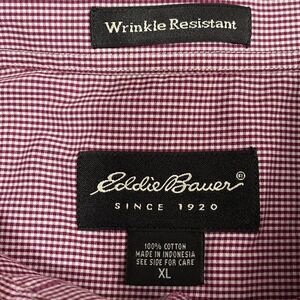 Wrinkle Resistant
Eddie Bauer®
SINCE 1920
100% COTTON
MADE IN INDONESIA
SEE SIDE FOR CARE
XL